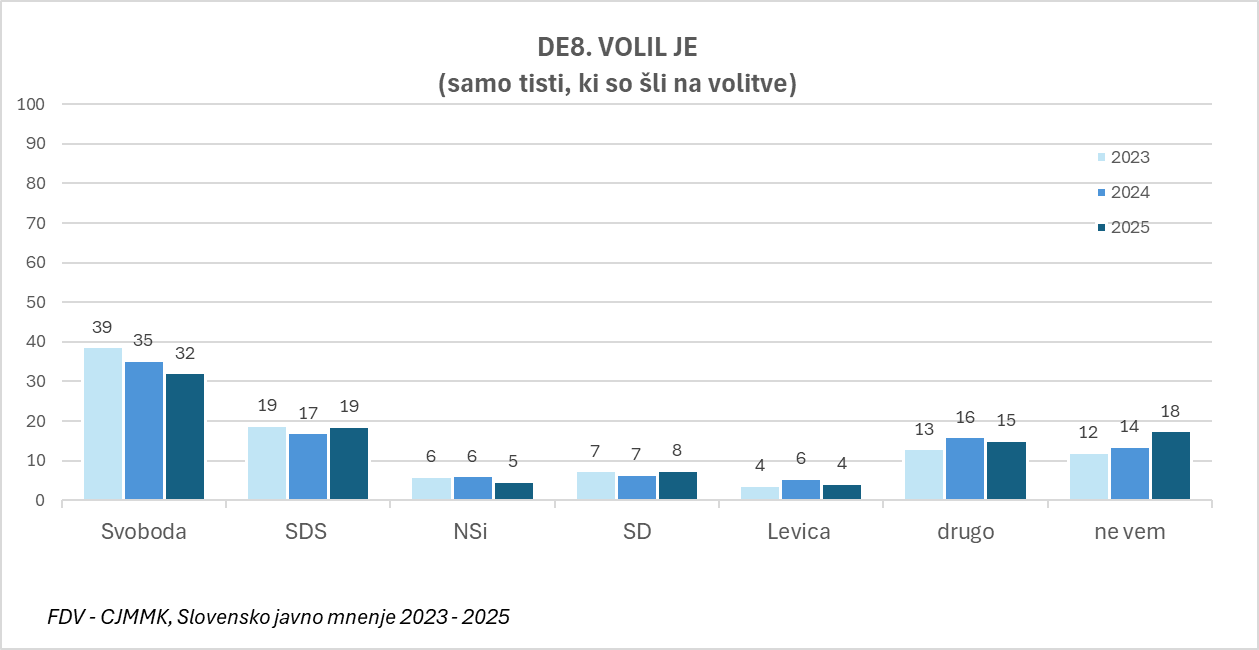 DE8. VOLIL JE
(samo tisti, ki so šli na volitve)
100
90
80
70
60
50
40
30
20
10
0
2023
2024
2025
39 35 32
19 17 19
6 6 5
7 7 8
4 6 4
13 16 15
12 14 18
Svoboda SDS NSi SD Levica drugo ne vem
FDV - CJMMK, Slovensko javno mnenje 2023 - 2025